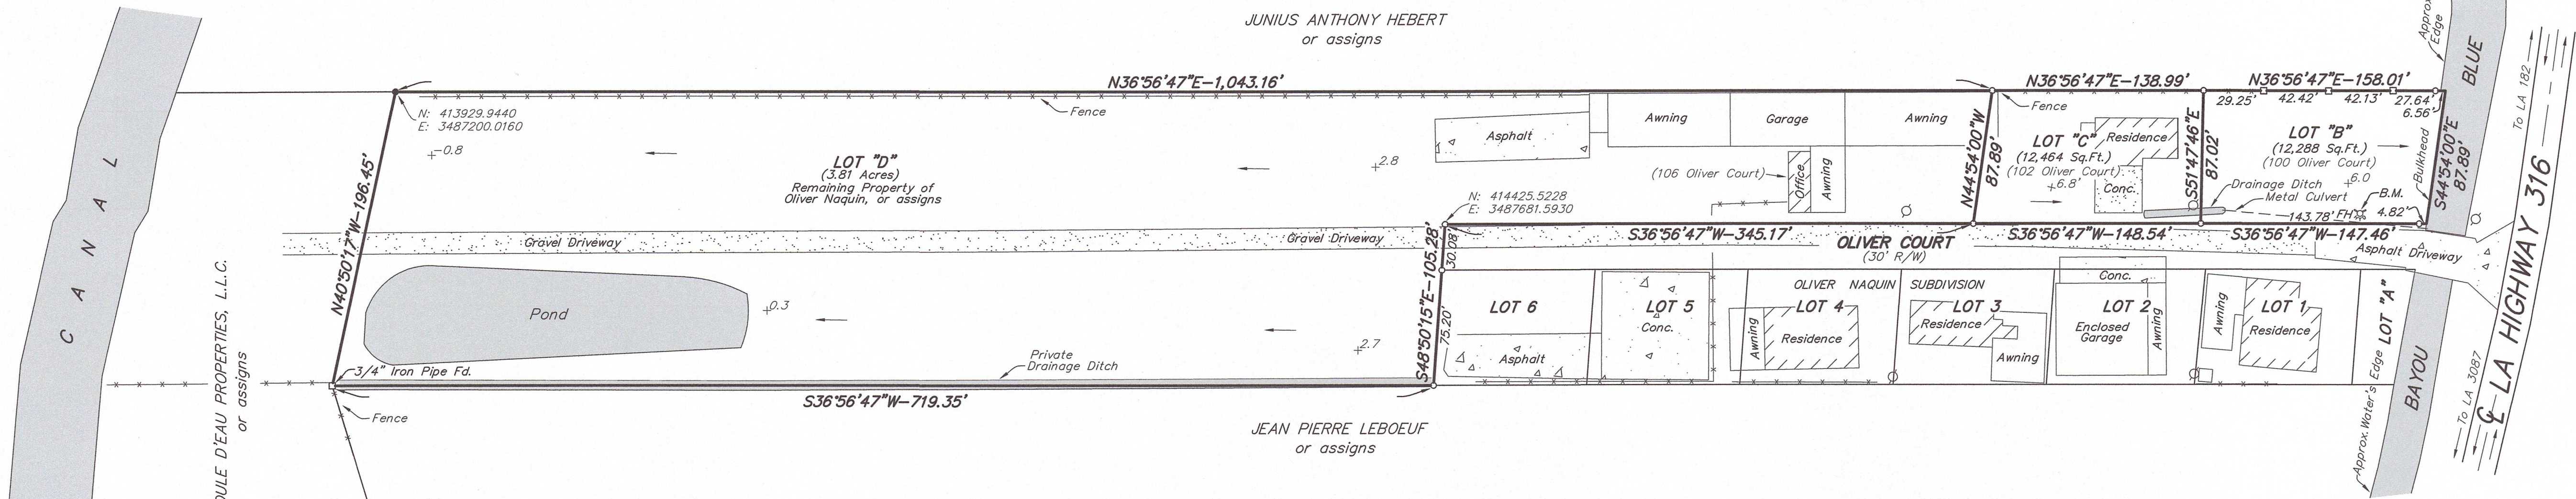 JUNIUS ANTHONY HEBERT
or assigns
CANAL
N36°56'47"E-1,043.16'
Fence
N: 413929.9440
E: 3487200.0160
-0.8
LOT "D"
(3.81 Acres)
Remaining Property of
Oliver Naquin, or assigns
2.8
Asphalt
Awning
Garage
Awning
(106 Oliver Court)
Office
Awning
N: 414425.5228
E: 3487681.5930
N40°50'17"W-196.45'
Gravel Driveway
Gravel Driveway
Pond
0.3
2.7
Private
Drainage Ditch
3/4" Iron Pipe Fd.
Fence
S36°56'47"W-719.35'
DULE D'EAU PROPERTIES, L.L.C.
or assigns
JEAN PIERRE LEBOEUF
or assigns
S48°50'15"E-105.28'
30.08'
75.20'
S36°56'47"W-345.17'
OLIVER COURT
(30' R/W)
S36°56'47"W-148.54'
S36°56'47"W-147.46'
N36°56'47"E-138.99'
Fence
N44°54'00"W
87.89'
LOT "C"
(12,464 Sq.Ft.)
(102 Oliver Court)
6.8'
Residence
Conc.
S51°47'46"E
87.02'
N36°56'47"E-158.01'
29.25'
42.42'
42.13'
27.64'
6.56'
LOT "B"
(12,288 Sq.Ft.)
(100 Oliver Court)
6.0
Drainage Ditch
Metal Culvert
B.M.
143.78'
FH
4.82'
Bulkhead
S44°54'00"E
87.89'
Asphalt Driveway
OLIVER NAQUIN SUBDIVISION
LOT 6
Asphalt
LOT 5
Conc.
LOT 4
Awning
Residence
LOT 3
Residence
Awning
Conc.
LOT 2
Enclosed
Garage
Awning
LOT 1
Awning
Residence
LOT "A"
Approx.Water's Edge
Approx.
Edge
BLUE
BAYOU
To LA 182
To LA 3087
℄ LA HIGHWAY 316